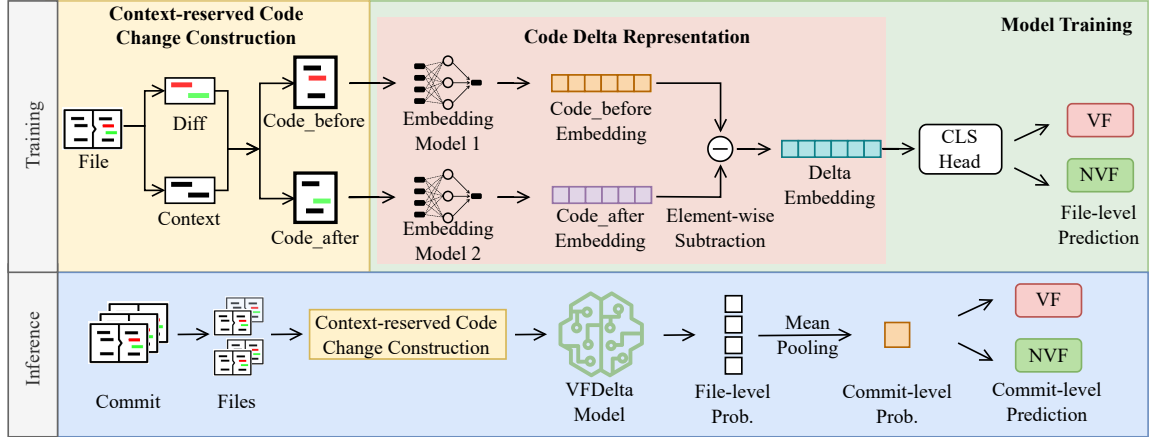 Training
Context-reserved Code
Change Construction
File
Diff
Context
Code_before
Code_after
Model Training
Code Delta Representation
Embedding
Model 1
Embedding
Model 2
Code_before
Embedding
Code_after
Embedding
Element-wise
Subtraction
Delta
Embedding
CLS
Head
VF
NVF
File-level
Prediction
Inference
Commit
Files
Context-reserved Code
Change Construction
VFDelta
Model
File-level
Prob.
Mean
Pooling
Commit-level
Prob.
VF
NVF
Commit-level
Prediction